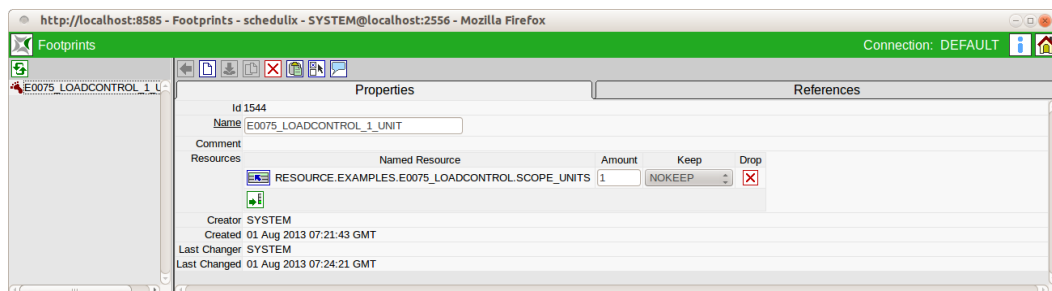 http://localhost:8585 - Footprints - schedulix - SYSTEM@localhost:2556 - Mozilla Firefox
Footprints Connection: DEFAULT
E0075_LOADCONTROL_1_U
Properties References
Id 1544
Name E0075_LOADCONTROL_1_UNIT
Comment
Resources Named Resource Amount Keep Drop
RESOURCE.EXAMPLES.E0075_LOADCONTROL.SCOPE_UNITS 1 NOKEEP
Creator SYSTEM
Created 01 Aug 2013 07:21:43 GMT
Last Changer SYSTEM
Last Changed 01 Aug 2013 07:24:21 GMT